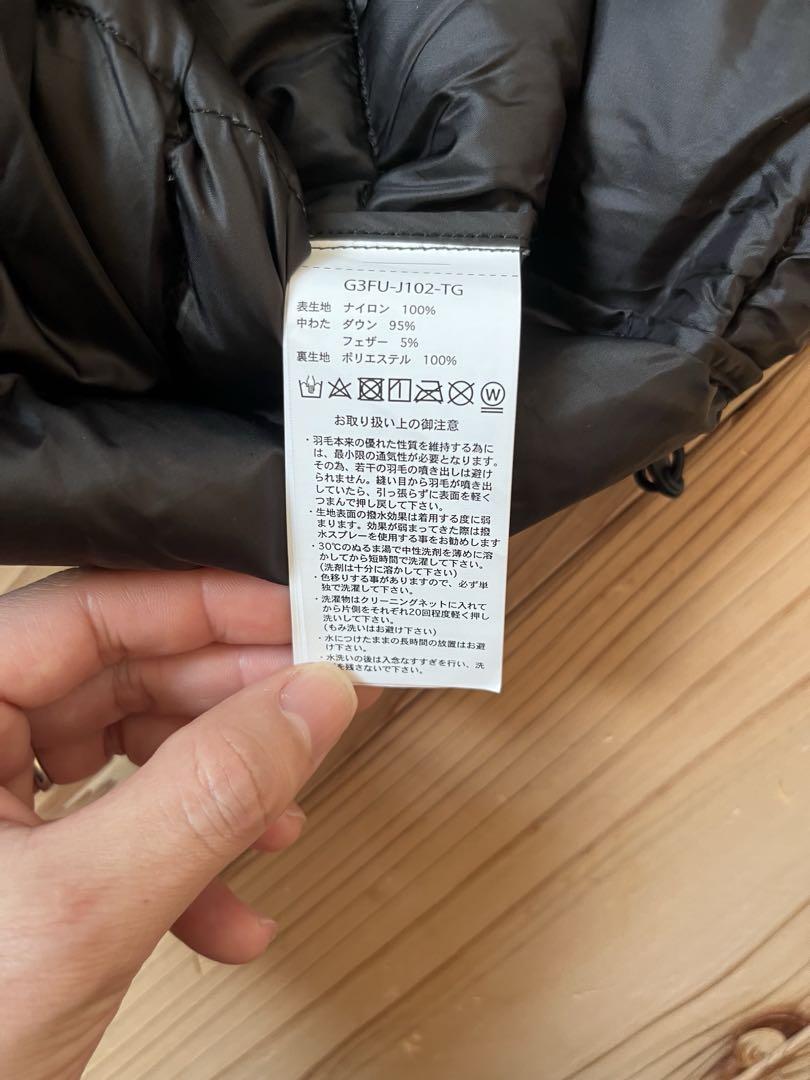 G3FU-J102-TG
表生地 ナイロン 100%
中わた ダウン 95%
フェザー 5%
裏生地 ポリエステル 100%
W
お取り扱い上の御注意
・羽毛本来の優れた性質を維持する為に
は、最小限の通気性が必要となります。
その為、若干の羽毛の噴き出しは避け
られません。縫い目から羽毛が噴き出
していたら、引っ張らずに表面を軽く
つまんで押し戻して下さい。
・生地表面の撥水効果は着用する度に弱
まります。効果が弱まってきた際は撥
水スプレーを使用する事をお勧めします
・30℃のぬるま湯で中性洗剤を薄めに溶
かしてから短時間で洗濯して下さい。
(洗剤は十分に溶かして下さい)
・色移りする事がありますので、必ず単
独で洗濯して下さい。
・洗濯物はクリーニングネットに入れて
から片側をそれぞれ20回程度軽く押し
洗いして下さい。
(もみ洗いはお避け下さい)
・水につけたままの長時間の放置はお避
け下さい。
・水洗いの後は入念なすすぎを行い、洗
を残さないで下さい。